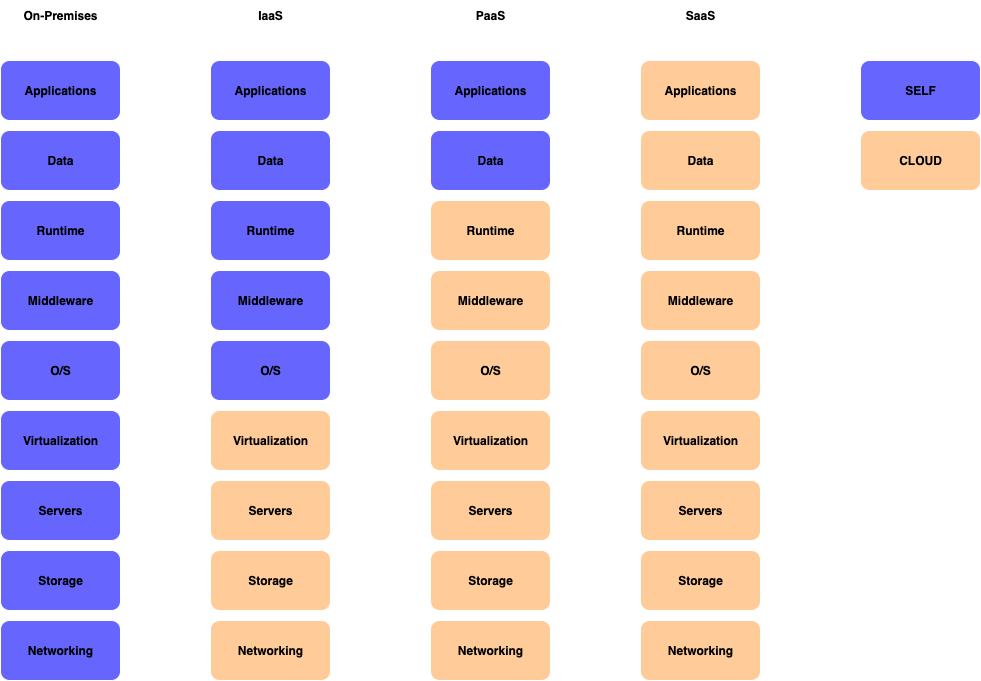 On-Premises IaaS PaaS SaaS
Applications Applications Applications Applications SELF
Data Data Data Data CLOUD
Runtime Runtime Runtime Runtime
Middleware Middleware Middleware Middleware
O/S O/S O/S O/S
Virtualization Virtualization Virtualization Virtualization
Servers Servers Servers Servers
Storage Storage Storage Storage
Networking Networking Networking Networking